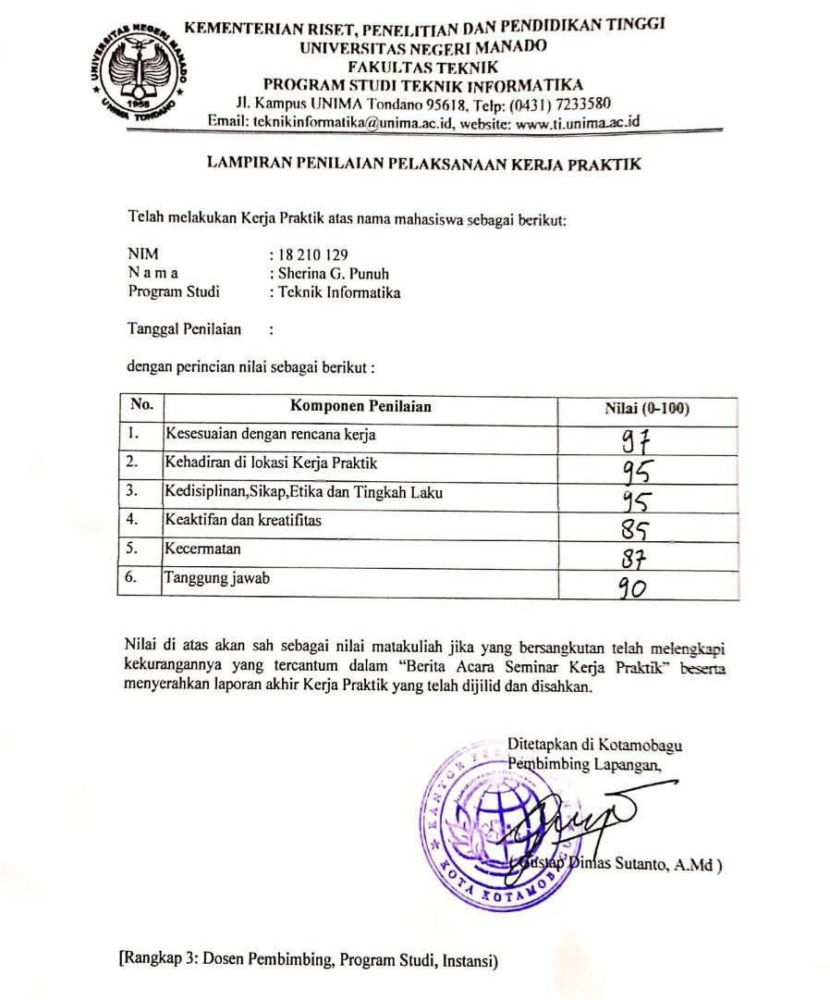 UNIVERSITAS NEGERI MANADO
1955
UNIMA TONDANO
KEMENTERIAN RISET, PENELITIAN DAN PENDIDIKAN TINGGI
UNIVERSITAS NEGERI MANADO
FAKULTAS TEKNIK
PROGRAM STUDI TEKNIK INFORMATIKA
Jl. Kampus UNIMA Tondano 95618, Telp: (0431) 7233580
Email: teknikinformatika@unima.ac.id, website: www.ti.unima.ac.id
LAMPIRAN PENILAIAN PELAKSANAAN KERJA PRAKTIK
Telah melakukan Kerja Praktik atas nama mahasiswa sebagai berikut:
NIM : 18 210 129
N a m a : Sherina G. Punuh
Program Studi : Teknik Informatika
Tanggal Penilaian :
dengan perincian nilai sebagai berikut :
No. Komponen Penilaian Nilai (0-100)
1. Kesesuaian dengan rencana kerja 97
2. Kehadiran di lokasi Kerja Praktik 95
3. Kedisiplinan,Sikap,Etika dan Tingkah Laku 95
4. Keaktifan dan kreatifitas 85
5. Kecermatan 87
6. Tanggung jawab 90
Nilai di atas akan sah sebagai nilai matakuliah jika yang bersangkutan telah melengkapi
kekurangannya yang tercantum dalam “Berita Acara Seminar Kerja Praktik” beserta
menyerahkan laporan akhir Kerja Praktik yang telah dijilid dan disahkan.
Ditetapkan di Kotamobagu
Pembimbing Lapangan,
KANTOR
KOTA KOTAMOBAGU
( Gustap Dimas Sutanto, A.Md )
[Rangkap 3: Dosen Pembimbing, Program Studi, Instansi)